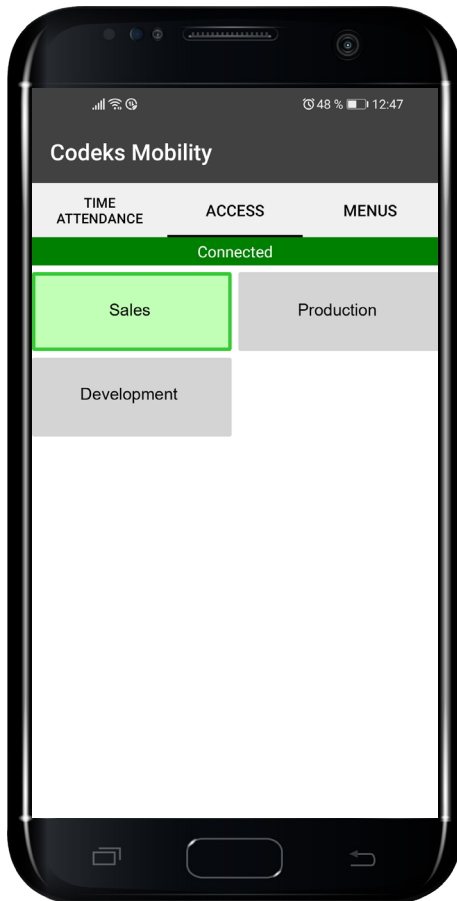 48 % 12:47
Codeks Mobility
TIME
ATTENDANCE
ACCESS
MENUS
Connected
Sales
Production
Development